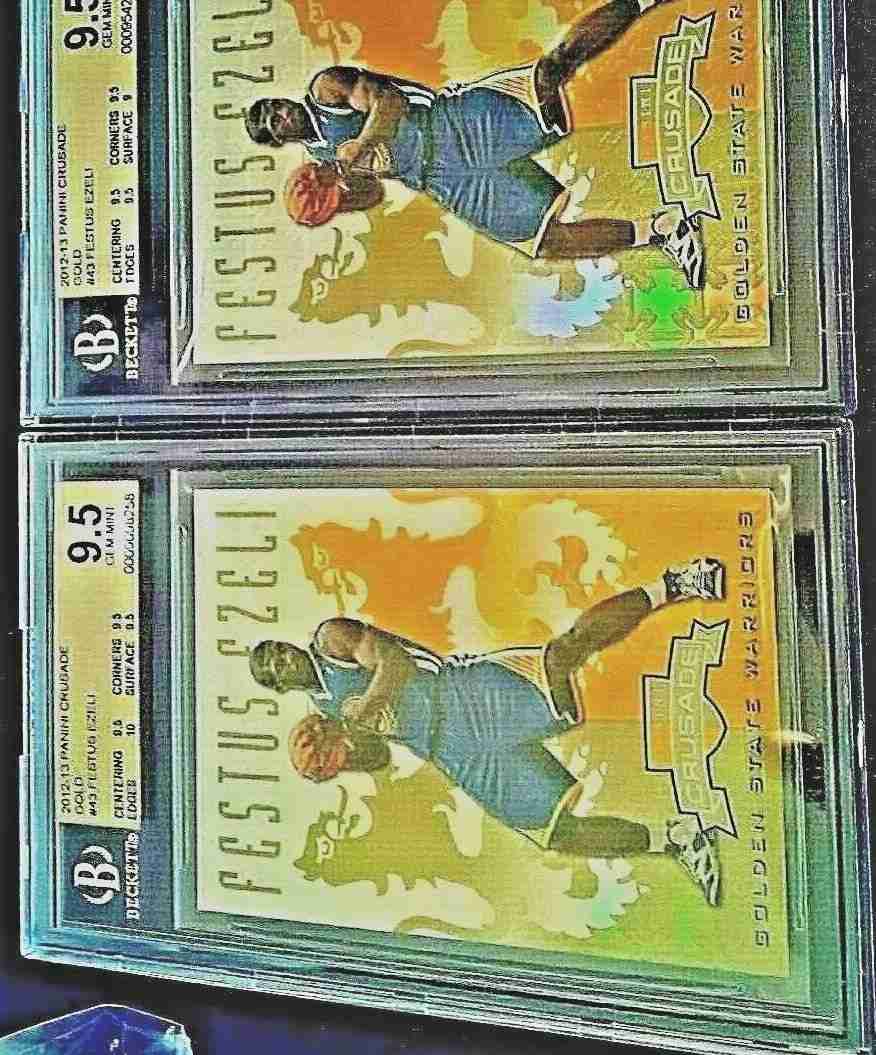 2012-13 PANINI CRUSADE
GOLD
#43 FESTUS EZELI
CENTERING 9.5 CORNERS 9.5
EDGES 9.5 SURFACE 9
9.5
GEM MINT
B
BECKETT
FESTUS EZELI
CRUSADE
GOLDEN STATE WAR
2012-13 PANINI CRUSADE
GOLD
#43 FESTUS EZELI
CENTERING 9.5 CORNERS 9.5
EDGES 10 SURFACE 9.5
9.5
GEM MINT
B
BECKETT
FESTUS EZELI
CRUSADE
GOLDEN STATE WARRIORS